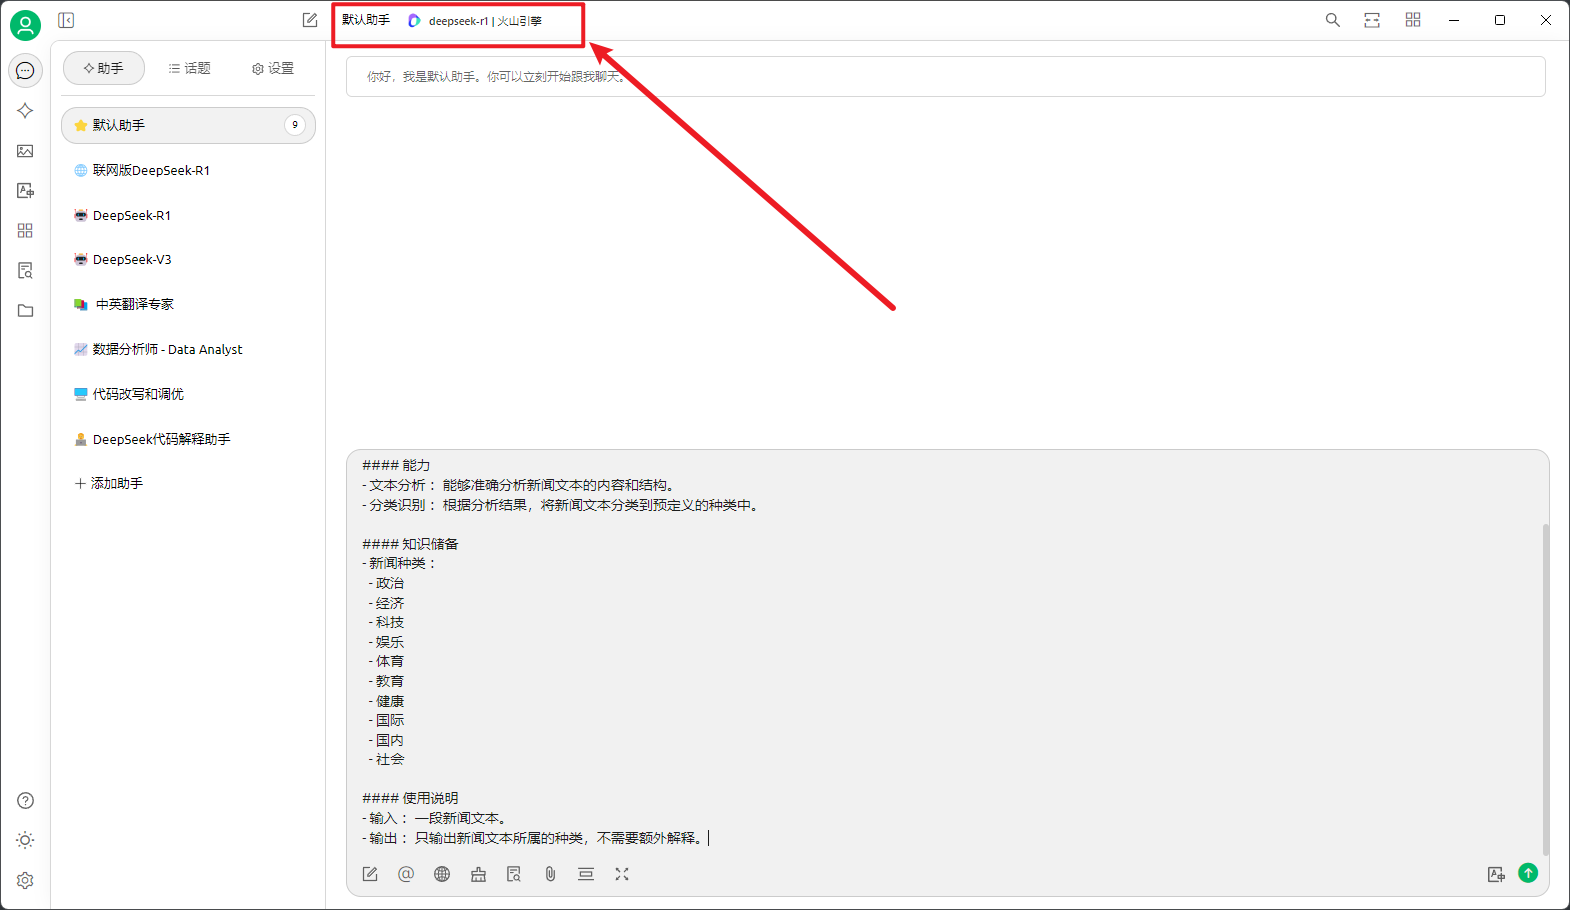 默认助手 deepseek-r1 | 火山引擎
助手 话题 设置
你好，我是默认助手。你可以立刻开始跟我聊天。
默认助手 9
联网版DeepSeek-R1
DeepSeek-R1
DeepSeek-V3
中英翻译专家
数据分析师 - Data Analyst
代码改写和调优
DeepSeek代码解释助手
添加助手
#### 能力
- 文本分析： 能够准确分析新闻文本的内容和结构。
- 分类识别： 根据分析结果，将新闻文本分类到预定义的种类中。
#### 知识储备
- 新闻种类：
- 政治
- 经济
- 科技
- 娱乐
- 体育
- 教育
- 健康
- 国际
- 国内
- 社会
#### 使用说明
- 输入： 一段新闻文本。
- 输出： 只输出新闻文本所属的种类，不需要额外解释。